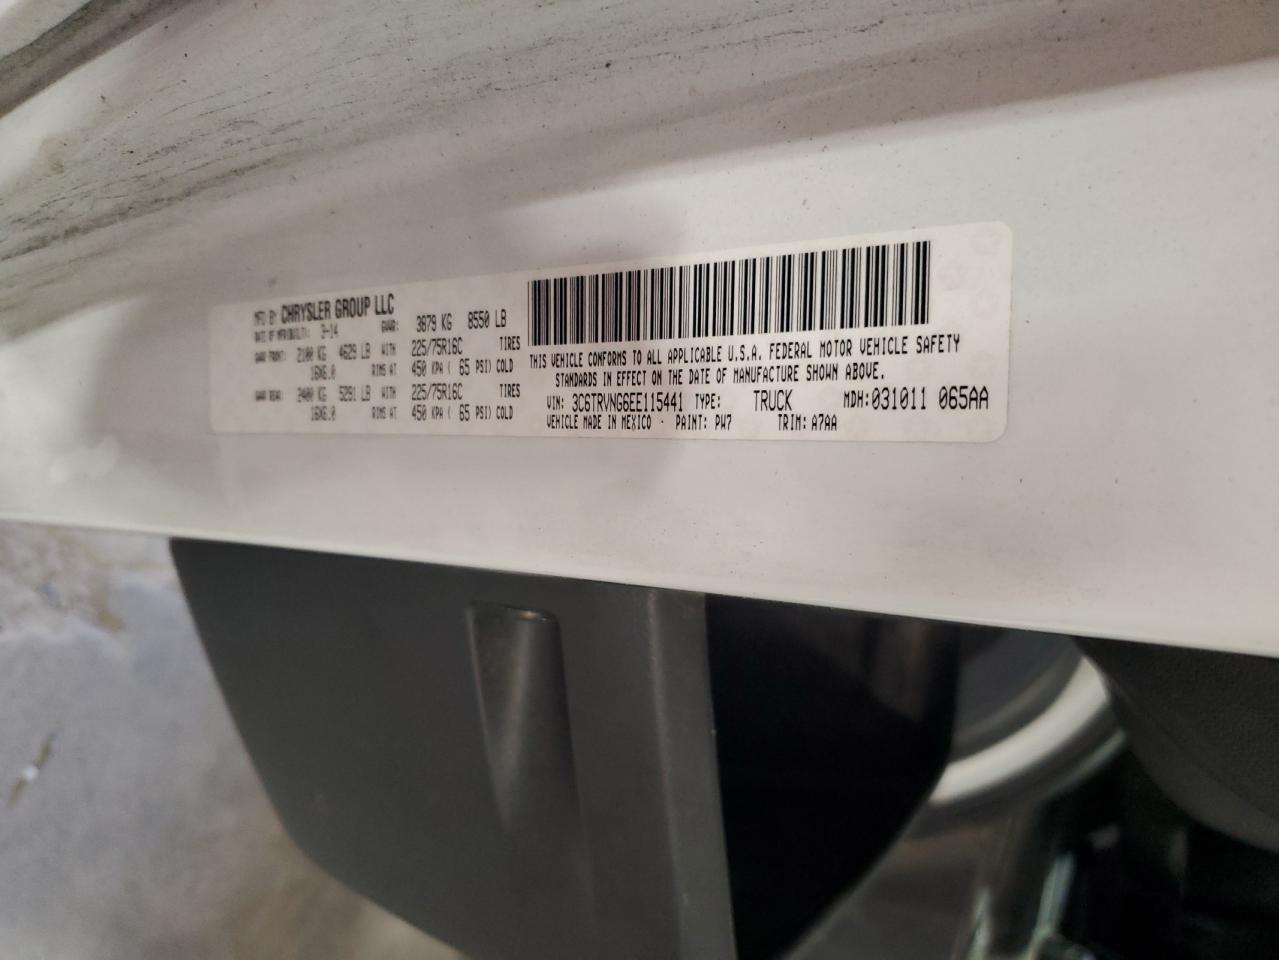 MFD BY CHRYSLER GROUP LLC
DATE OF MFR(BUILT): 3-14 GVWR: 3879 KG 8550 LB
GAWR FRONT: 2100 KG 4629 LB WITH 225/75R16C TIRES
16X6.0 RIMS AT 450 KPA ( 65 PSI) COLD
GAWR REAR: 2400 KG 5291 LB WITH 225/75R16C TIRES
16X6.0 RIMS AT 450 KPA ( 65 PSI) COLD
THIS VEHICLE CONFORMS TO ALL APPLICABLE U.S.A. FEDERAL MOTOR VEHICLE SAFETY
STANDARDS IN EFFECT ON THE DATE OF MANUFACTURE SHOWN ABOVE.
VIN: 3C6TRVNG6EE115441 TYPE: TRUCK MDH:031011 065AA
VEHICLE MADE IN MEXICO - PAINT: PW7 TRIM: A7AA